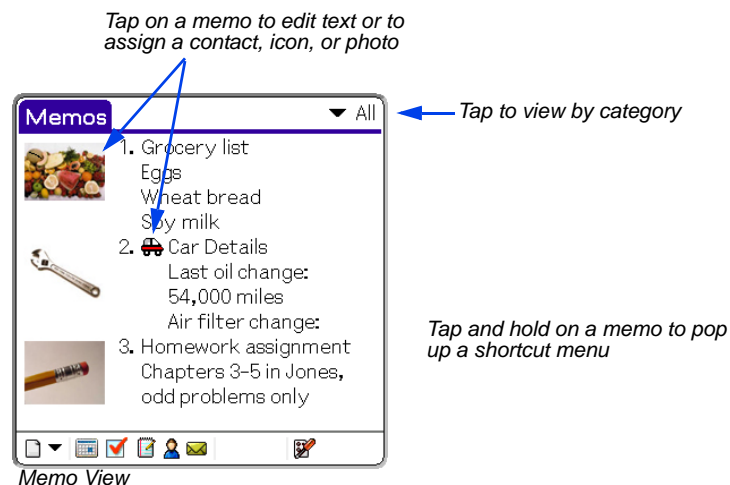 Tap on a memo to edit text or to
assign a contact, icon, or photo
Memos
All
Tap to view by category
1. Grocery list
Eggs
Wheat bread
Soy milk
2. Car Details
Last oil change:
54,000 miles
Air filter change:
Tap and hold on a memo to pop
up a shortcut menu
3. Homework assignment
Chapters 3-5 in Jones,
odd problems only
Memo View